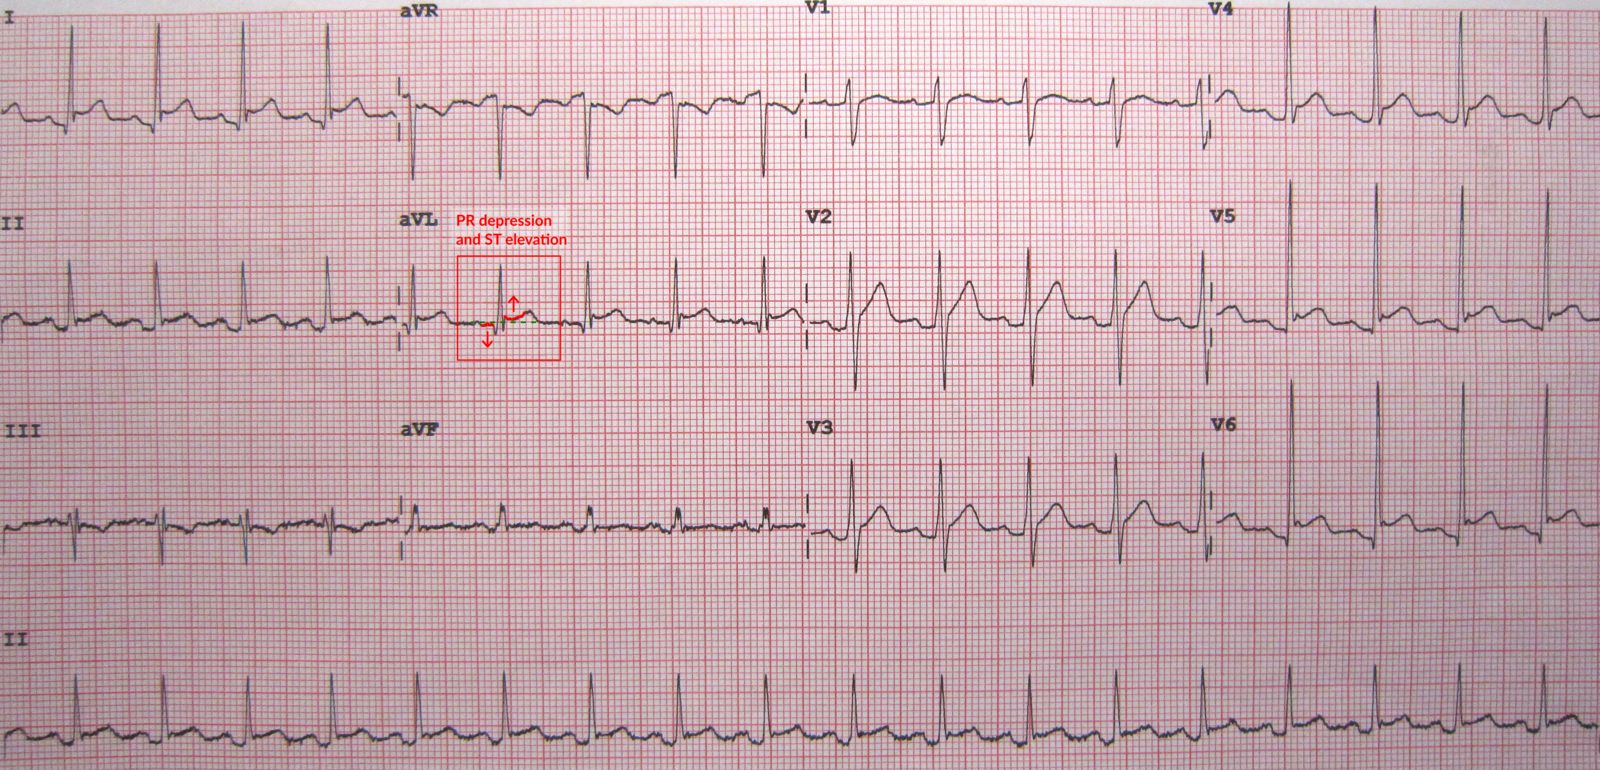 I
aVR
V1
V4
II
aVL
PR depression
and ST elevation
V2
V5
III
aVF
V3
V6
II